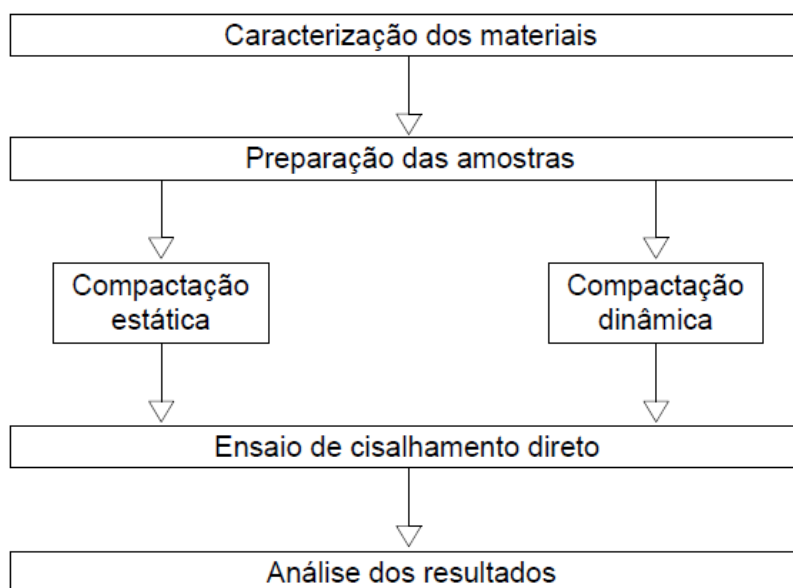 Caracterização dos materiais
Preparação das amostras
Compactação
estática
Compactação
dinâmica
Ensaio de cisalhamento direto
Análise dos resultados